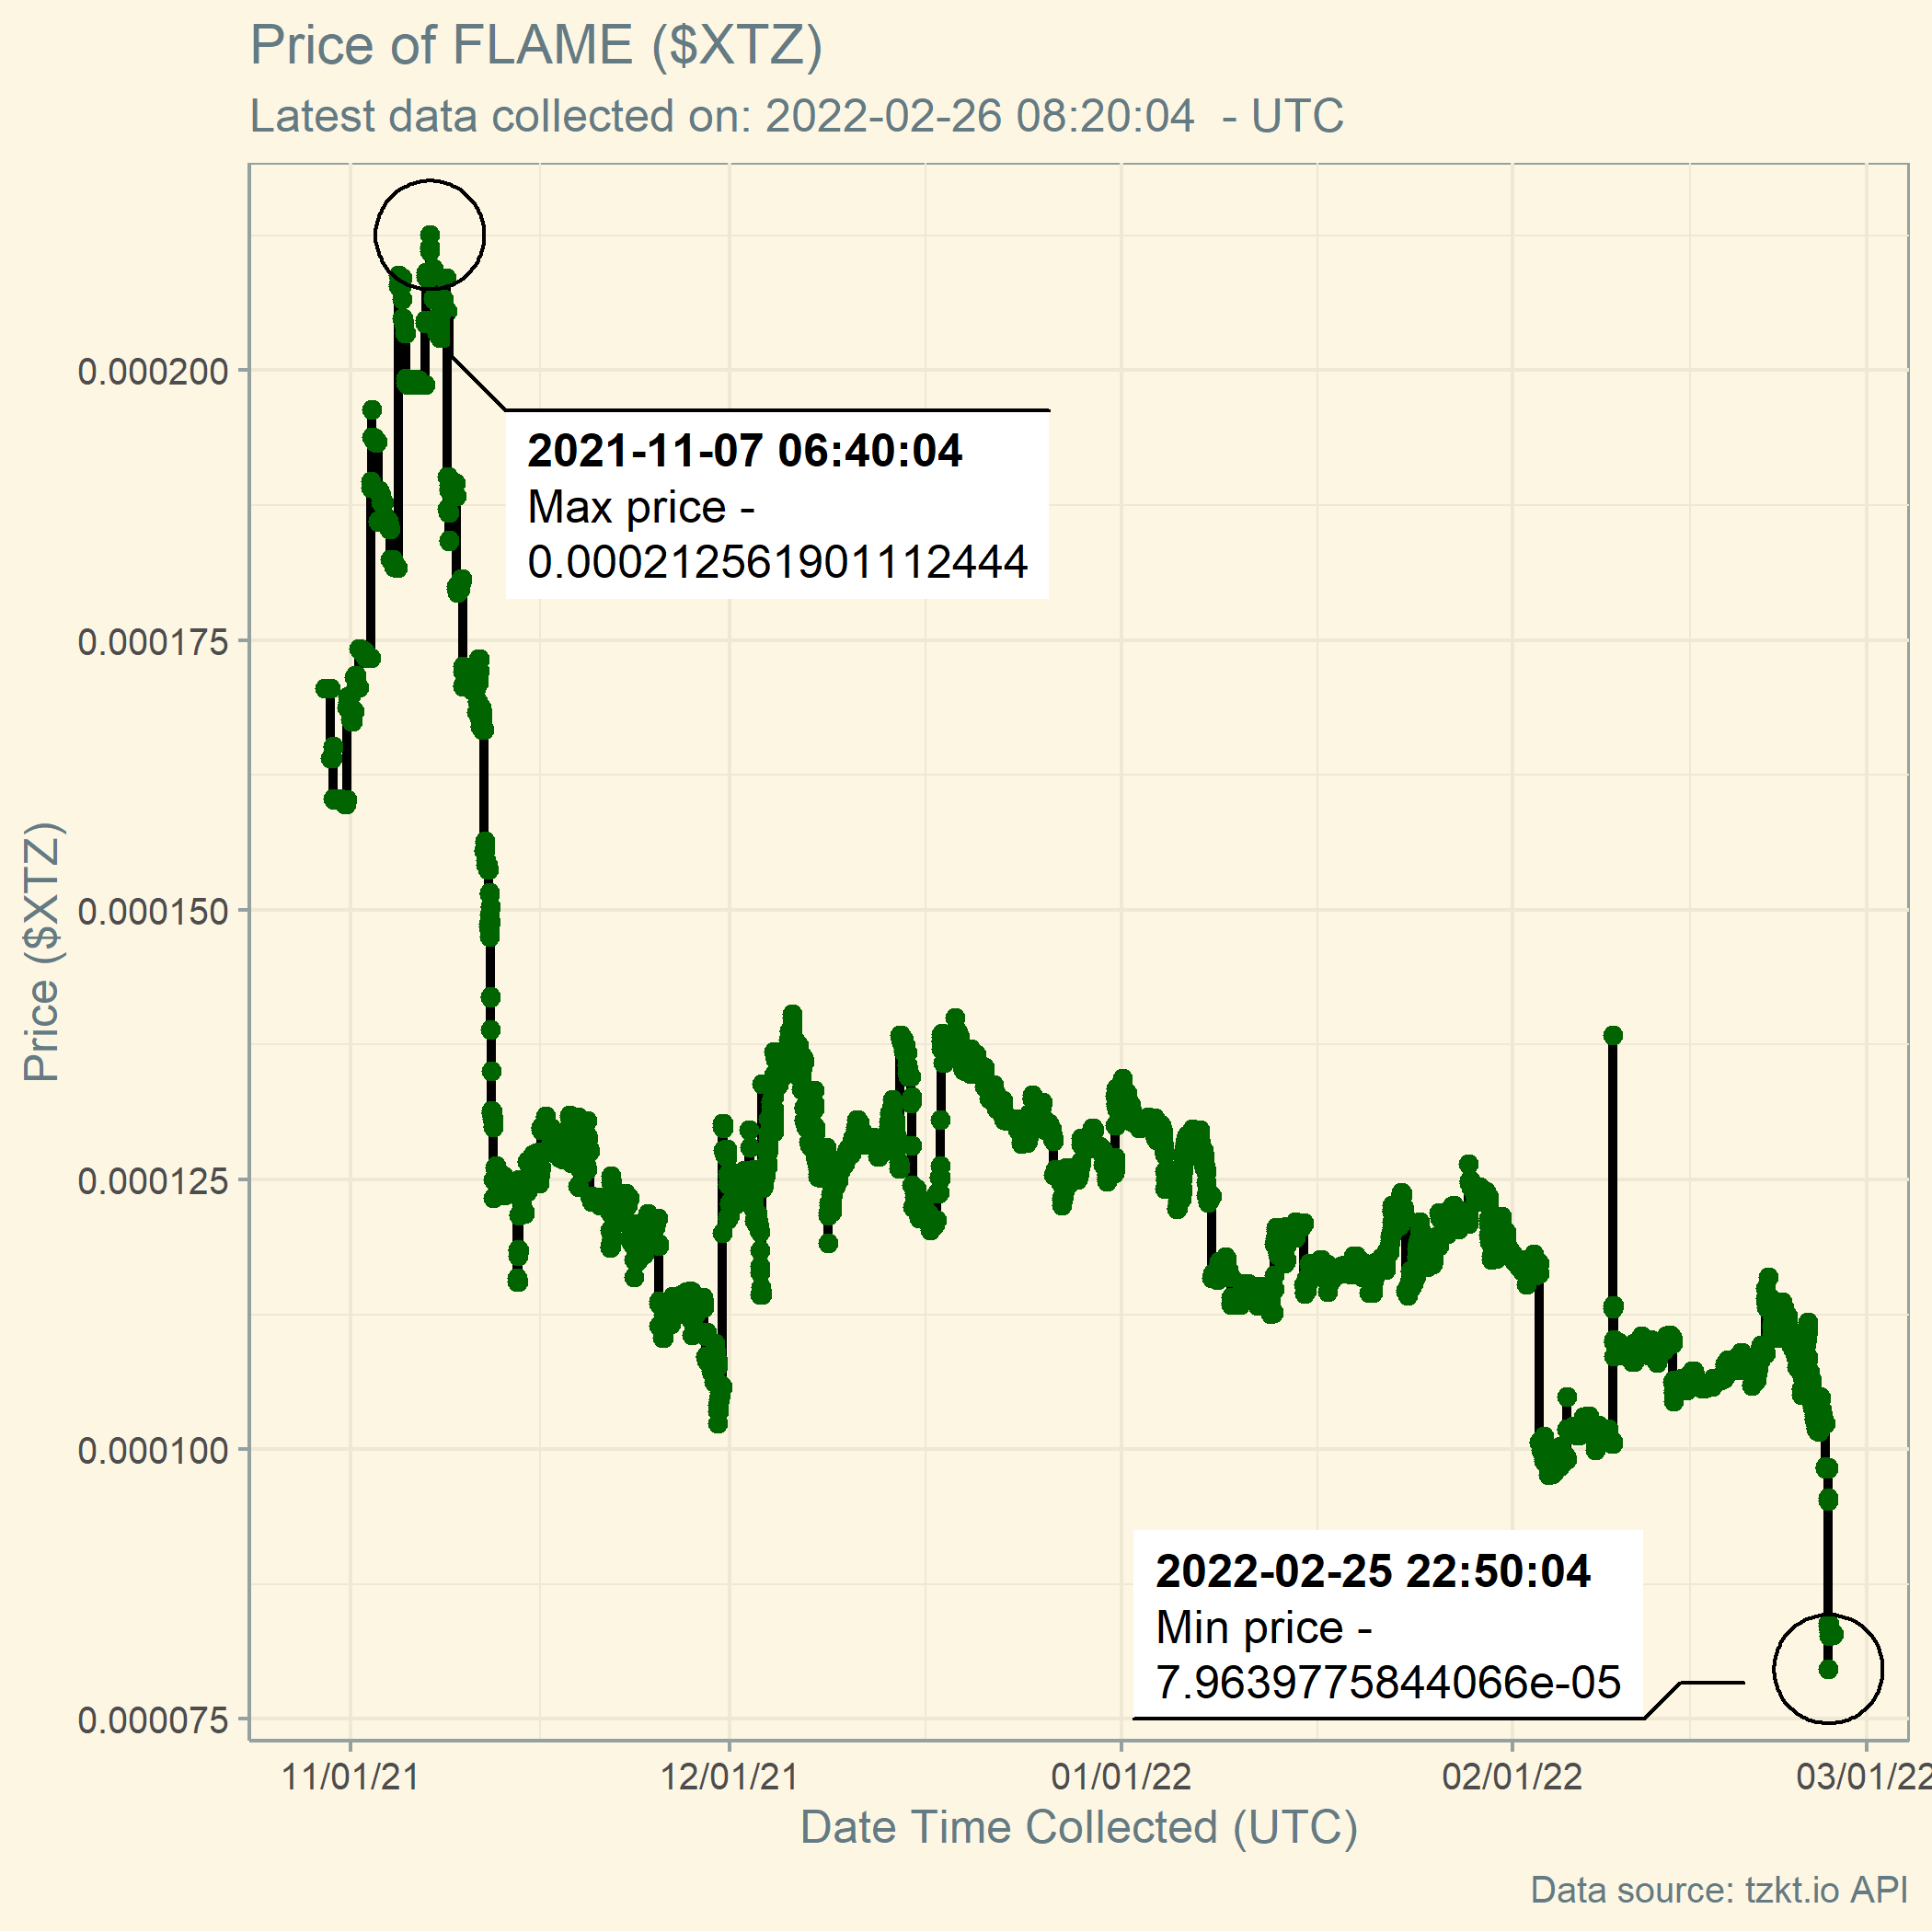 Price of FLAME ($XTZ)
Latest data collected on: 2022-02-26 08:20:04  - UTC
Price ($XTZ)
0.000200
0.000175
0.000150
0.000125
0.000100
0.000075
2021-11-07 06:40:04
Max price -
0.000212561901112444
2022-02-25 22:50:04
Min price -
7.9639775844066e-05
11/01/21
12/01/21
01/01/22
02/01/22
03/01/22
Date Time Collected (UTC)
Data source: tzkt.io API